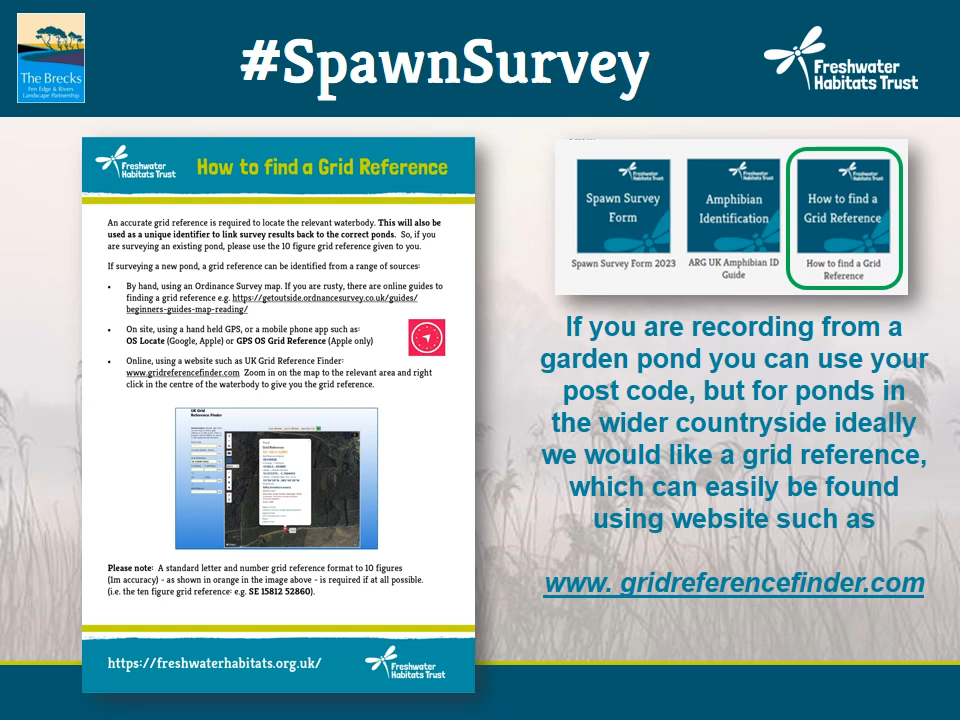 The Brecks
Fen Edge & Rivers
Landscape Partnership
#SpawnSurvey
Freshwater
Habitats Trust
Freshwater
Habitats Trust
How to find a Grid Reference
An accurate grid reference is required to locate the relevant waterbody. This will also be
used as a unique identifier to link survey results back to the correct ponds. So, if you
are surveying an existing pond, please use the 10 figure grid reference given to you.
If surveying a new pond, a grid reference can be identified from a range of sources:
• By hand, using an Ordinance Survey map. If you are rusty, there are online guides to
finding a grid reference e.g. https://getoutside.ordnancesurvey.co.uk/guides/
beginners-guides-map-reading/
• On site, using a hand held GPS, or a mobile phone app such as:
OS Locate (Google, Apple) or GPS OS Grid Reference (Apple only)
• Online, using a website such as UK Grid Reference Finder:
www.gridreferencefinder.com Zoom in on the map to the relevant area and right
click in the centre of the waterbody to give you the grid reference.
UK Grid
Reference Finder
Grid Reference
Please note: A standard letter and number grid reference format to 10 figures
(1m accuracy) - as shown in orange in the image above - is required if at all possible.
(i.e. the ten figure grid reference: e.g. SE 15812 52860).
https://freshwaterhabitats.org.uk/
Freshwater
Habitats Trust
Freshwater
Habitats Trust
Spawn Survey
Form
Spawn Survey Form 2023
Freshwater
Habitats Trust
Amphibian
Identification
ARG UK Amphibian ID
Guide
Freshwater
Habitats Trust
How to find a
Grid Reference
How to find a Grid
Reference
If you are recording from a
garden pond you can use your
post code, but for ponds in
the wider countryside ideally
we would like a grid reference,
which can easily be found
using website such as
www. gridreferencefinder.com